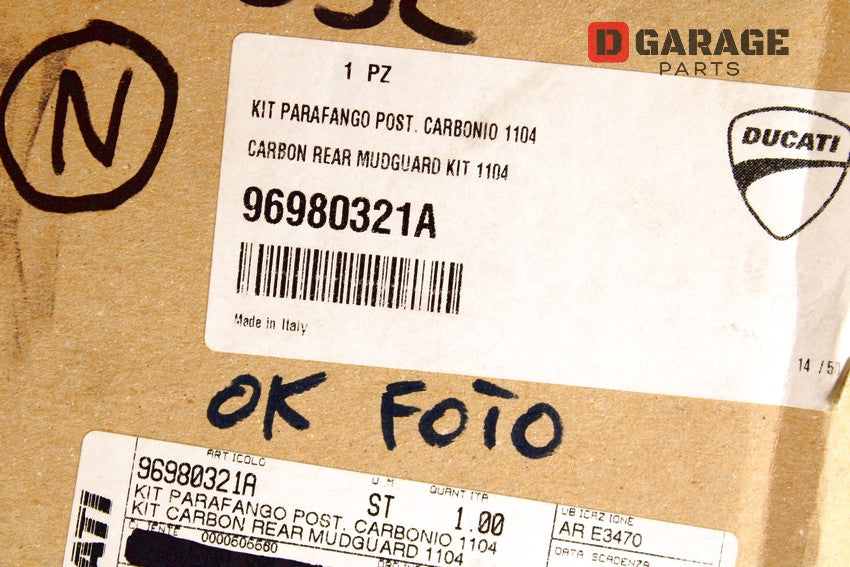 D GARAGE
PARTS
N
1 PZ
KIT PARAFANGO POST. CARBONIO 1104
CARBON REAR MUDGUARD KIT 1104
96980321A
DUCATI
Made in Italy
14 /50
OK FOTO
ARTICOLO
96980321A
U.M
ST
QUANTITA
1.00
KIT PARAFANGO POST. CARBONIO 1104
KIT CARBON REAR MUDGUARD 1104
CLIENTE
UBICAZIONE
AR E3470
DATA SCADENZA